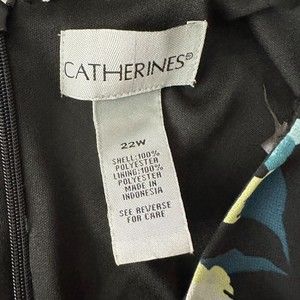 CATHERINES®
22W
SHELL:100%
POLYESTER
LINING:100%
POLYESTER
MADE IN
INDONESIA
SEE REVERSE
FOR CARE